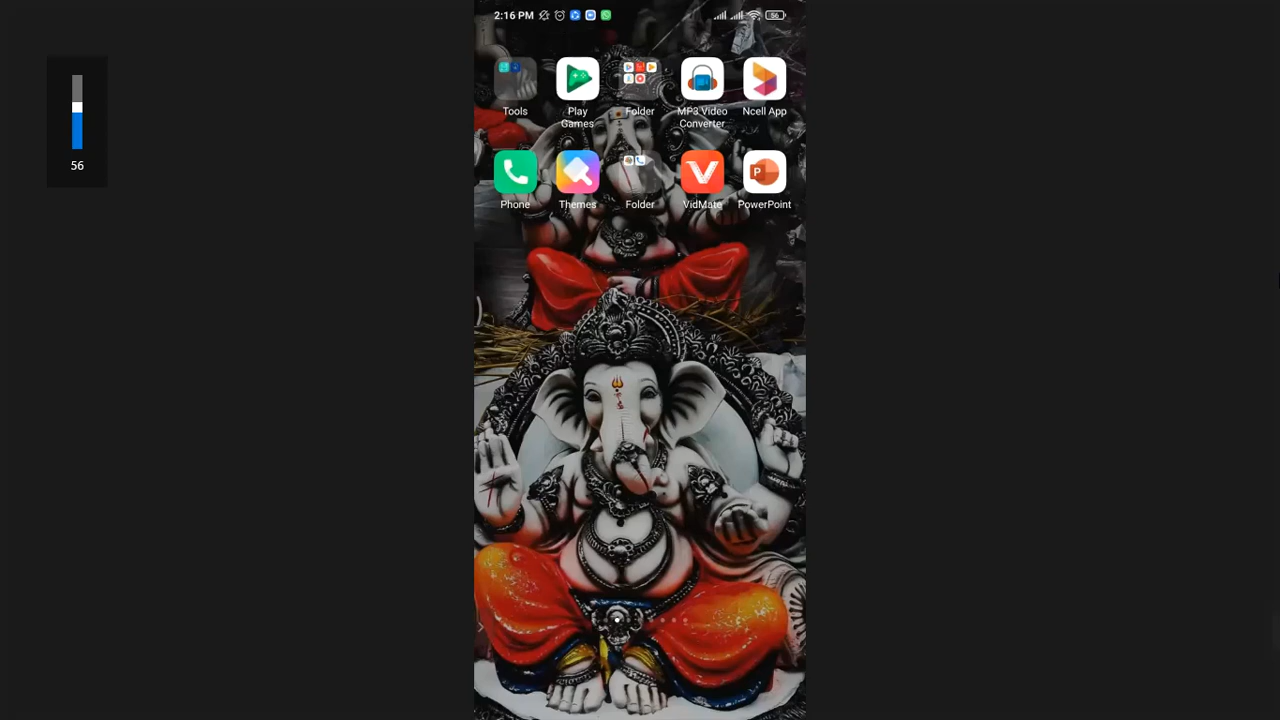 2:16 PM
56
Tools
Play Games
Folder
MP3 Video Converter
Ncell App
Phone
Themes
Folder
VidMate
P
PowerPoint
56